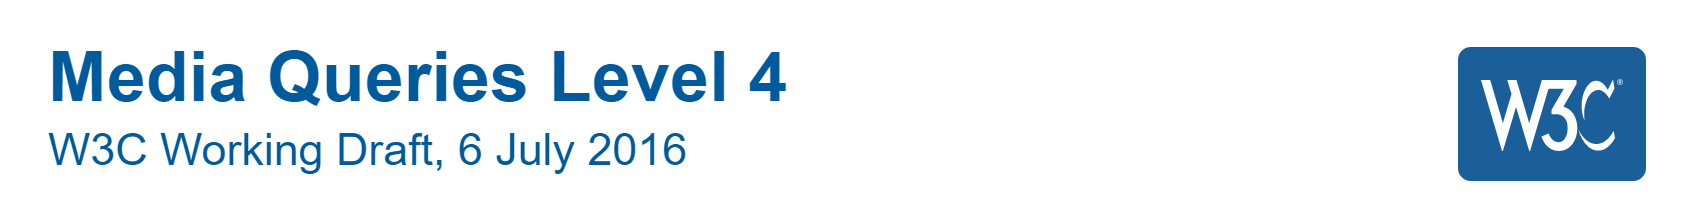 Media Queries Level 4
W3C Working Draft, 6 July 2016
W3C®